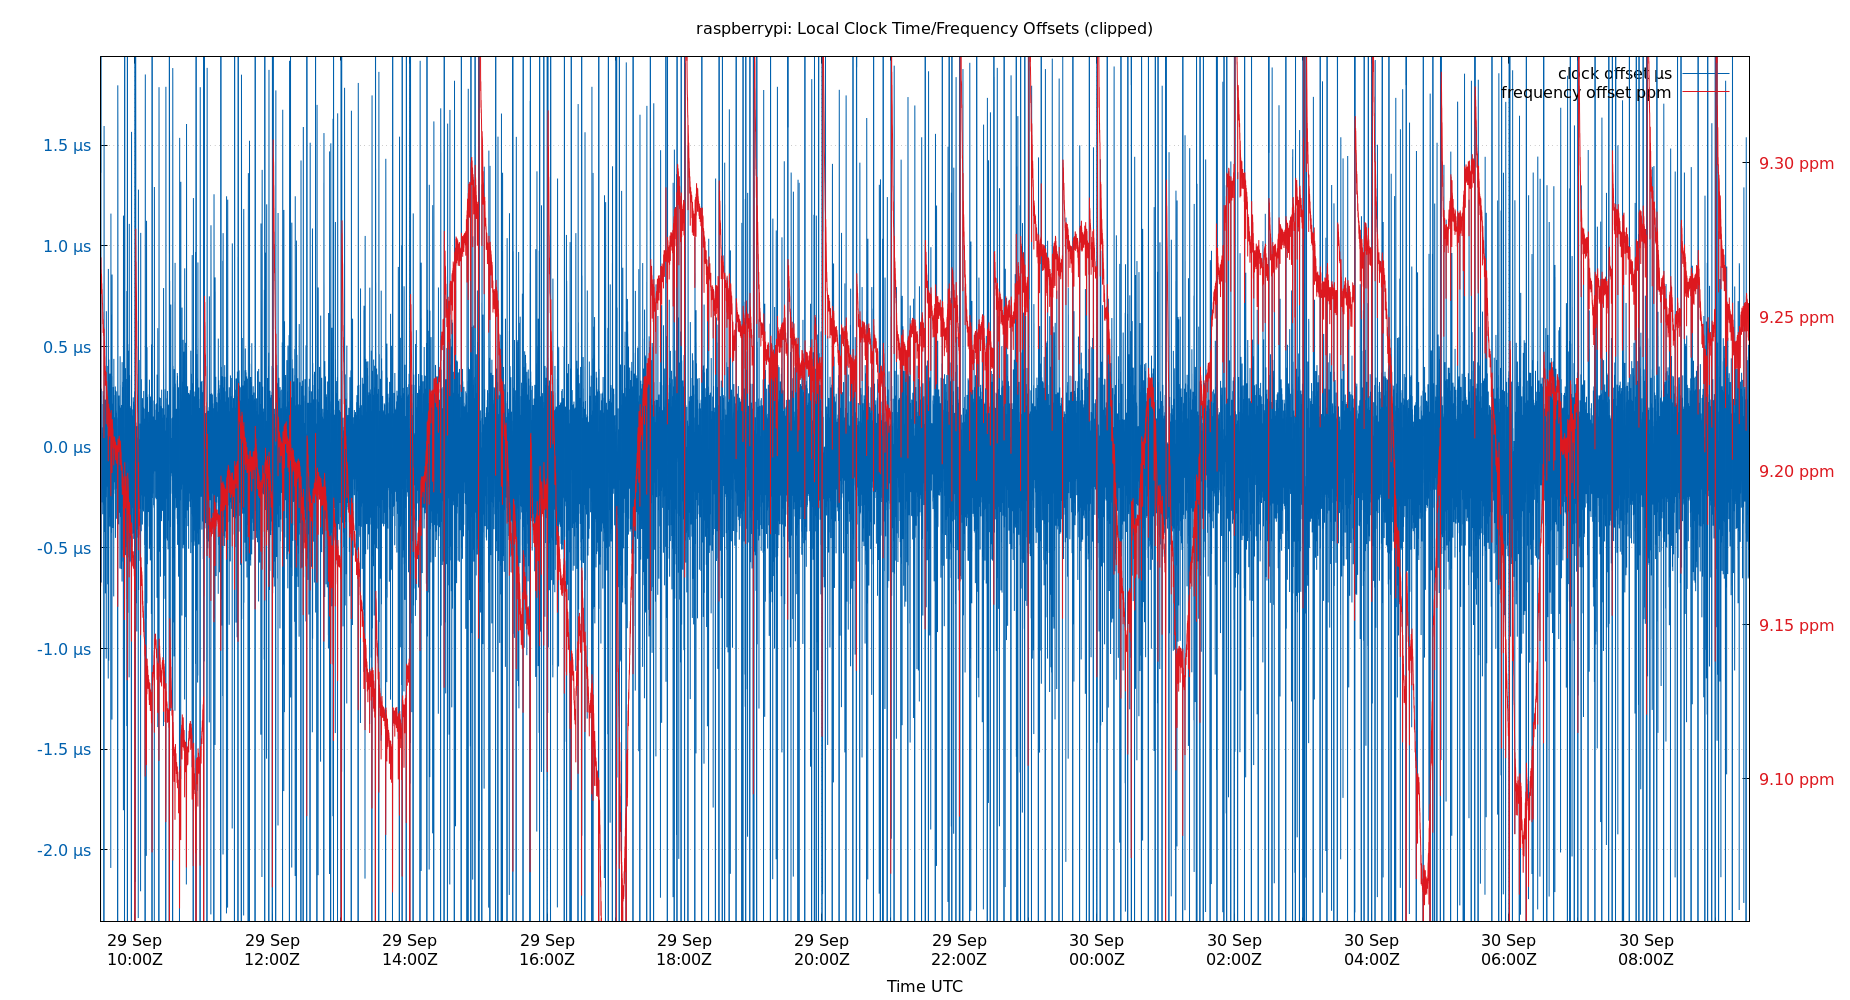 raspberrypi: Local Clock Time/Frequency Offsets (clipped)
clock offset µs
frequency offset ppm
1.5 µs
1.0 µs
0.5 µs
0.0 µs
-0.5 µs
-1.0 µs
-1.5 µs
-2.0 µs
9.30 ppm
9.25 ppm
9.20 ppm
9.15 ppm
9.10 ppm
29 Sep 29 Sep 29 Sep 29 Sep 29 Sep 29 Sep 29 Sep 30 Sep 30 Sep 30 Sep 30 Sep 30 Sep
10:00Z 12:00Z 14:00Z 16:00Z 18:00Z 20:00Z 22:00Z 00:00Z 02:00Z 04:00Z 06:00Z 08:00Z
Time UTC